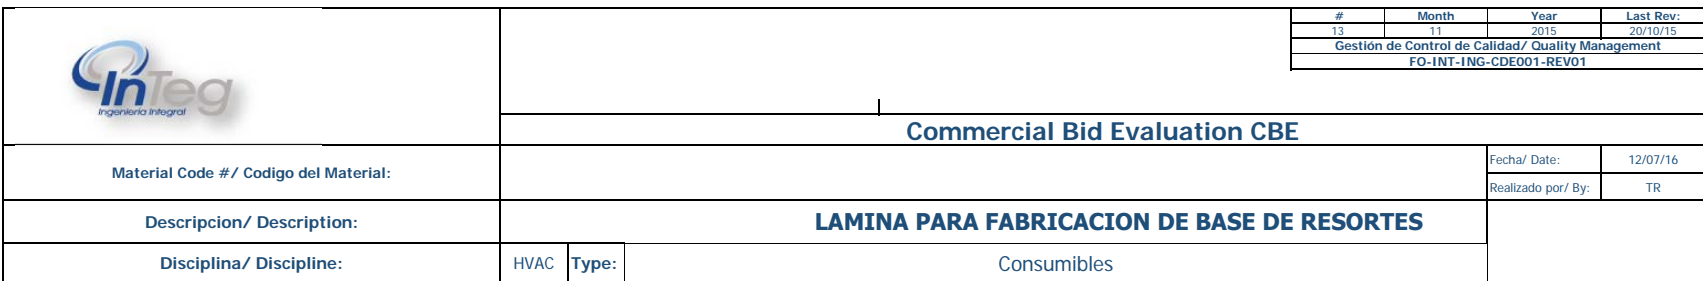 # Month Year Last Rev:
13 11 2015 20/10/15
Gestión de Control de Calidad/ Quality Management
FO-INT-ING-CDE001-REV01
InTeg
Ingeniería Integral
Commercial Bid Evaluation CBE
Material Code #/ Codigo del Material:
Fecha/ Date: 12/07/16
Realizado por/ By: TR
Descripcion/ Description: LAMINA PARA FABRICACION DE BASE DE RESORTES
Disciplina/ Discipline: HVAC Type: Consumibles